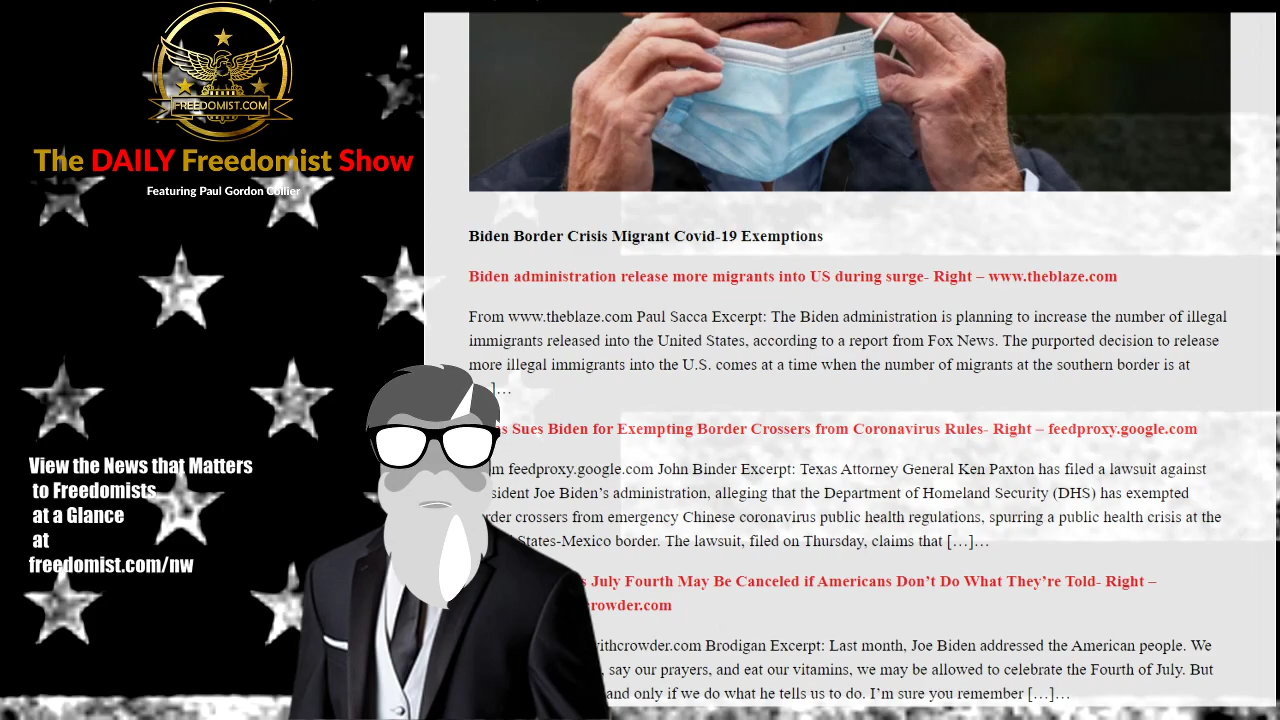 FREEDOMIST.COM
The DAILY Freedomist Show
Featuring Paul Gordon Collier
View the News that Matters
to Freedomists
at a Glance
at
freedomist.com/nw
Biden Border Crisis Migrant Covid-19 Exemptions
Biden administration release more migrants into US during surge- Right – www.theblaze.com
From www.theblaze.com Paul Sacca Excerpt: The Biden administration is planning to increase the number of illegal
immigrants released into the United States, according to a report from Fox News. The purported decision to release
more illegal immigrants into the U.S. comes at a time when the number of migrants at the southern border is at
]…
Sues Biden for Exempting Border Crossers from Coronavirus Rules- Right – feedproxy.google.com
feedproxy.google.com John Binder Excerpt: Texas Attorney General Ken Paxton has filed a lawsuit against
Joe Biden’s administration, alleging that the Department of Homeland Security (DHS) has exempted
crossers from emergency Chinese coronavirus public health regulations, spurring a public health crisis at the
States-Mexico border. The lawsuit, filed on Thursday, claims that […]…
July Fourth May Be Canceled if Americans Don’t Do What They’re Told- Right –
crowder.com
withcrowder.com Brodigan Excerpt: Last month, Joe Biden addressed the American people. We
say our prayers, and eat our vitamins, we may be allowed to celebrate the Fourth of July. But
and only if we do what he tells us to do. I’m sure you remember […]…